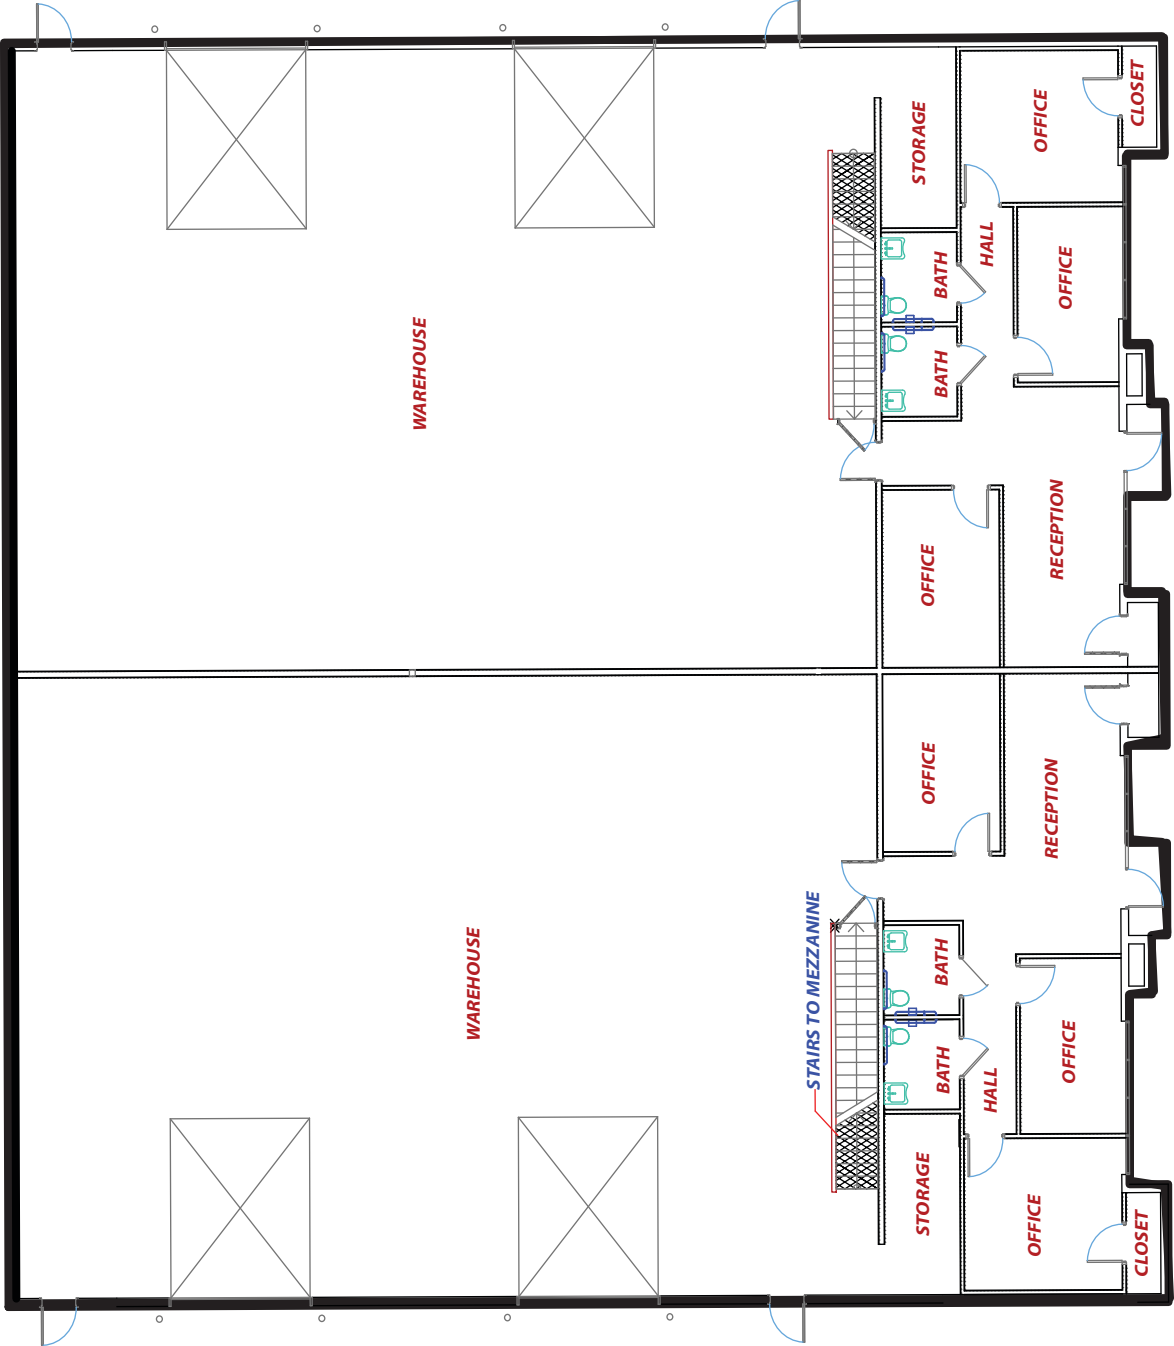 CLOSET
OFFICE
STORAGE
HALL
BATH
OFFICE
WAREHOUSE
BATH
RECEPTION
OFFICE
OFFICE
RECEPTION
STAIRS TO MEZZANINE
WAREHOUSE
BATH
OFFICE
BATH
HALL
STORAGE
OFFICE
CLOSET